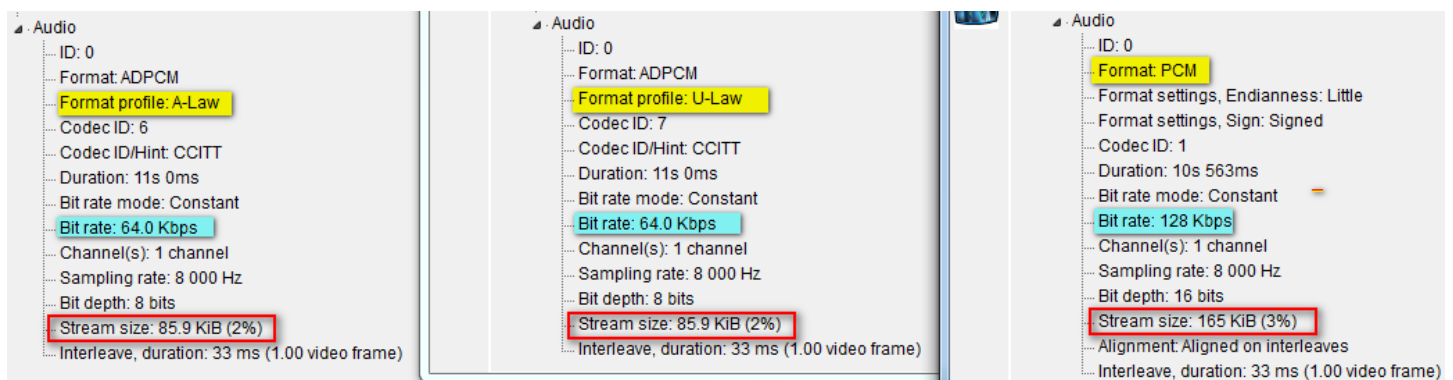 Audio
ID: 0
Format: ADPCM
Format profile: A-Law
Codec ID: 6
Codec ID/Hint: CCITT
Duration: 11s 0ms
Bit rate mode: Constant
Bit rate: 64.0 Kbps
Channel(s): 1 channel
Sampling rate: 8 000 Hz
Bit depth: 8 bits
Stream size: 85.9 KiB (2%)
Interleave, duration: 33 ms (1.00 video frame)
Audio
ID: 0
Format: ADPCM
Format profile: U-Law
Codec ID: 7
Codec ID/Hint: CCITT
Duration: 11s 0ms
Bit rate mode: Constant
Bit rate: 64.0 Kbps
Channel(s): 1 channel
Sampling rate: 8 000 Hz
Bit depth: 8 bits
Stream size: 85.9 KiB (2%)
Interleave, duration: 33 ms (1.00 video frame)
Audio
ID: 0
Format: PCM
Format settings, Endianness: Little
Format settings, Sign: Signed
Codec ID: 1
Duration: 10s 563ms
Bit rate mode: Constant
Bit rate: 128 Kbps
Channel(s): 1 channel
Sampling rate: 8 000 Hz
Bit depth: 16 bits
Stream size: 165 KiB (3%)
Alignment: Aligned on interleaves
Interleave, duration: 33 ms (1.00 video frame)